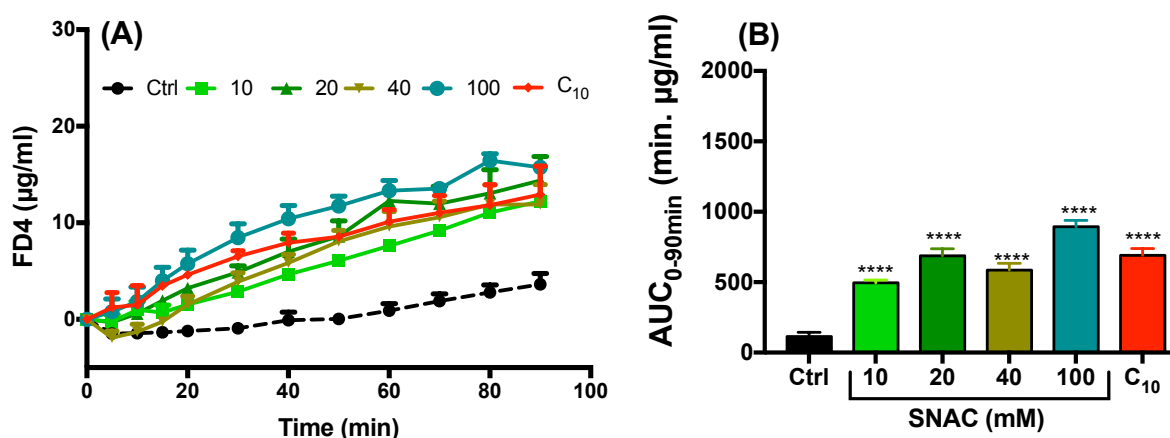 (A)
30
20
10
0
FD4 (µg/ml)
Ctrl 10 20 40 100 C₁₀
0 20 40 60 80 100
Time (min)
(B)
2000
1500
1000
500
0
AUC₀₋₉₀ₘᵢₙ (min. µg/ml)
**** **** **** **** ****
Ctrl 10 20 40 100 C₁₀
SNAC (mM)